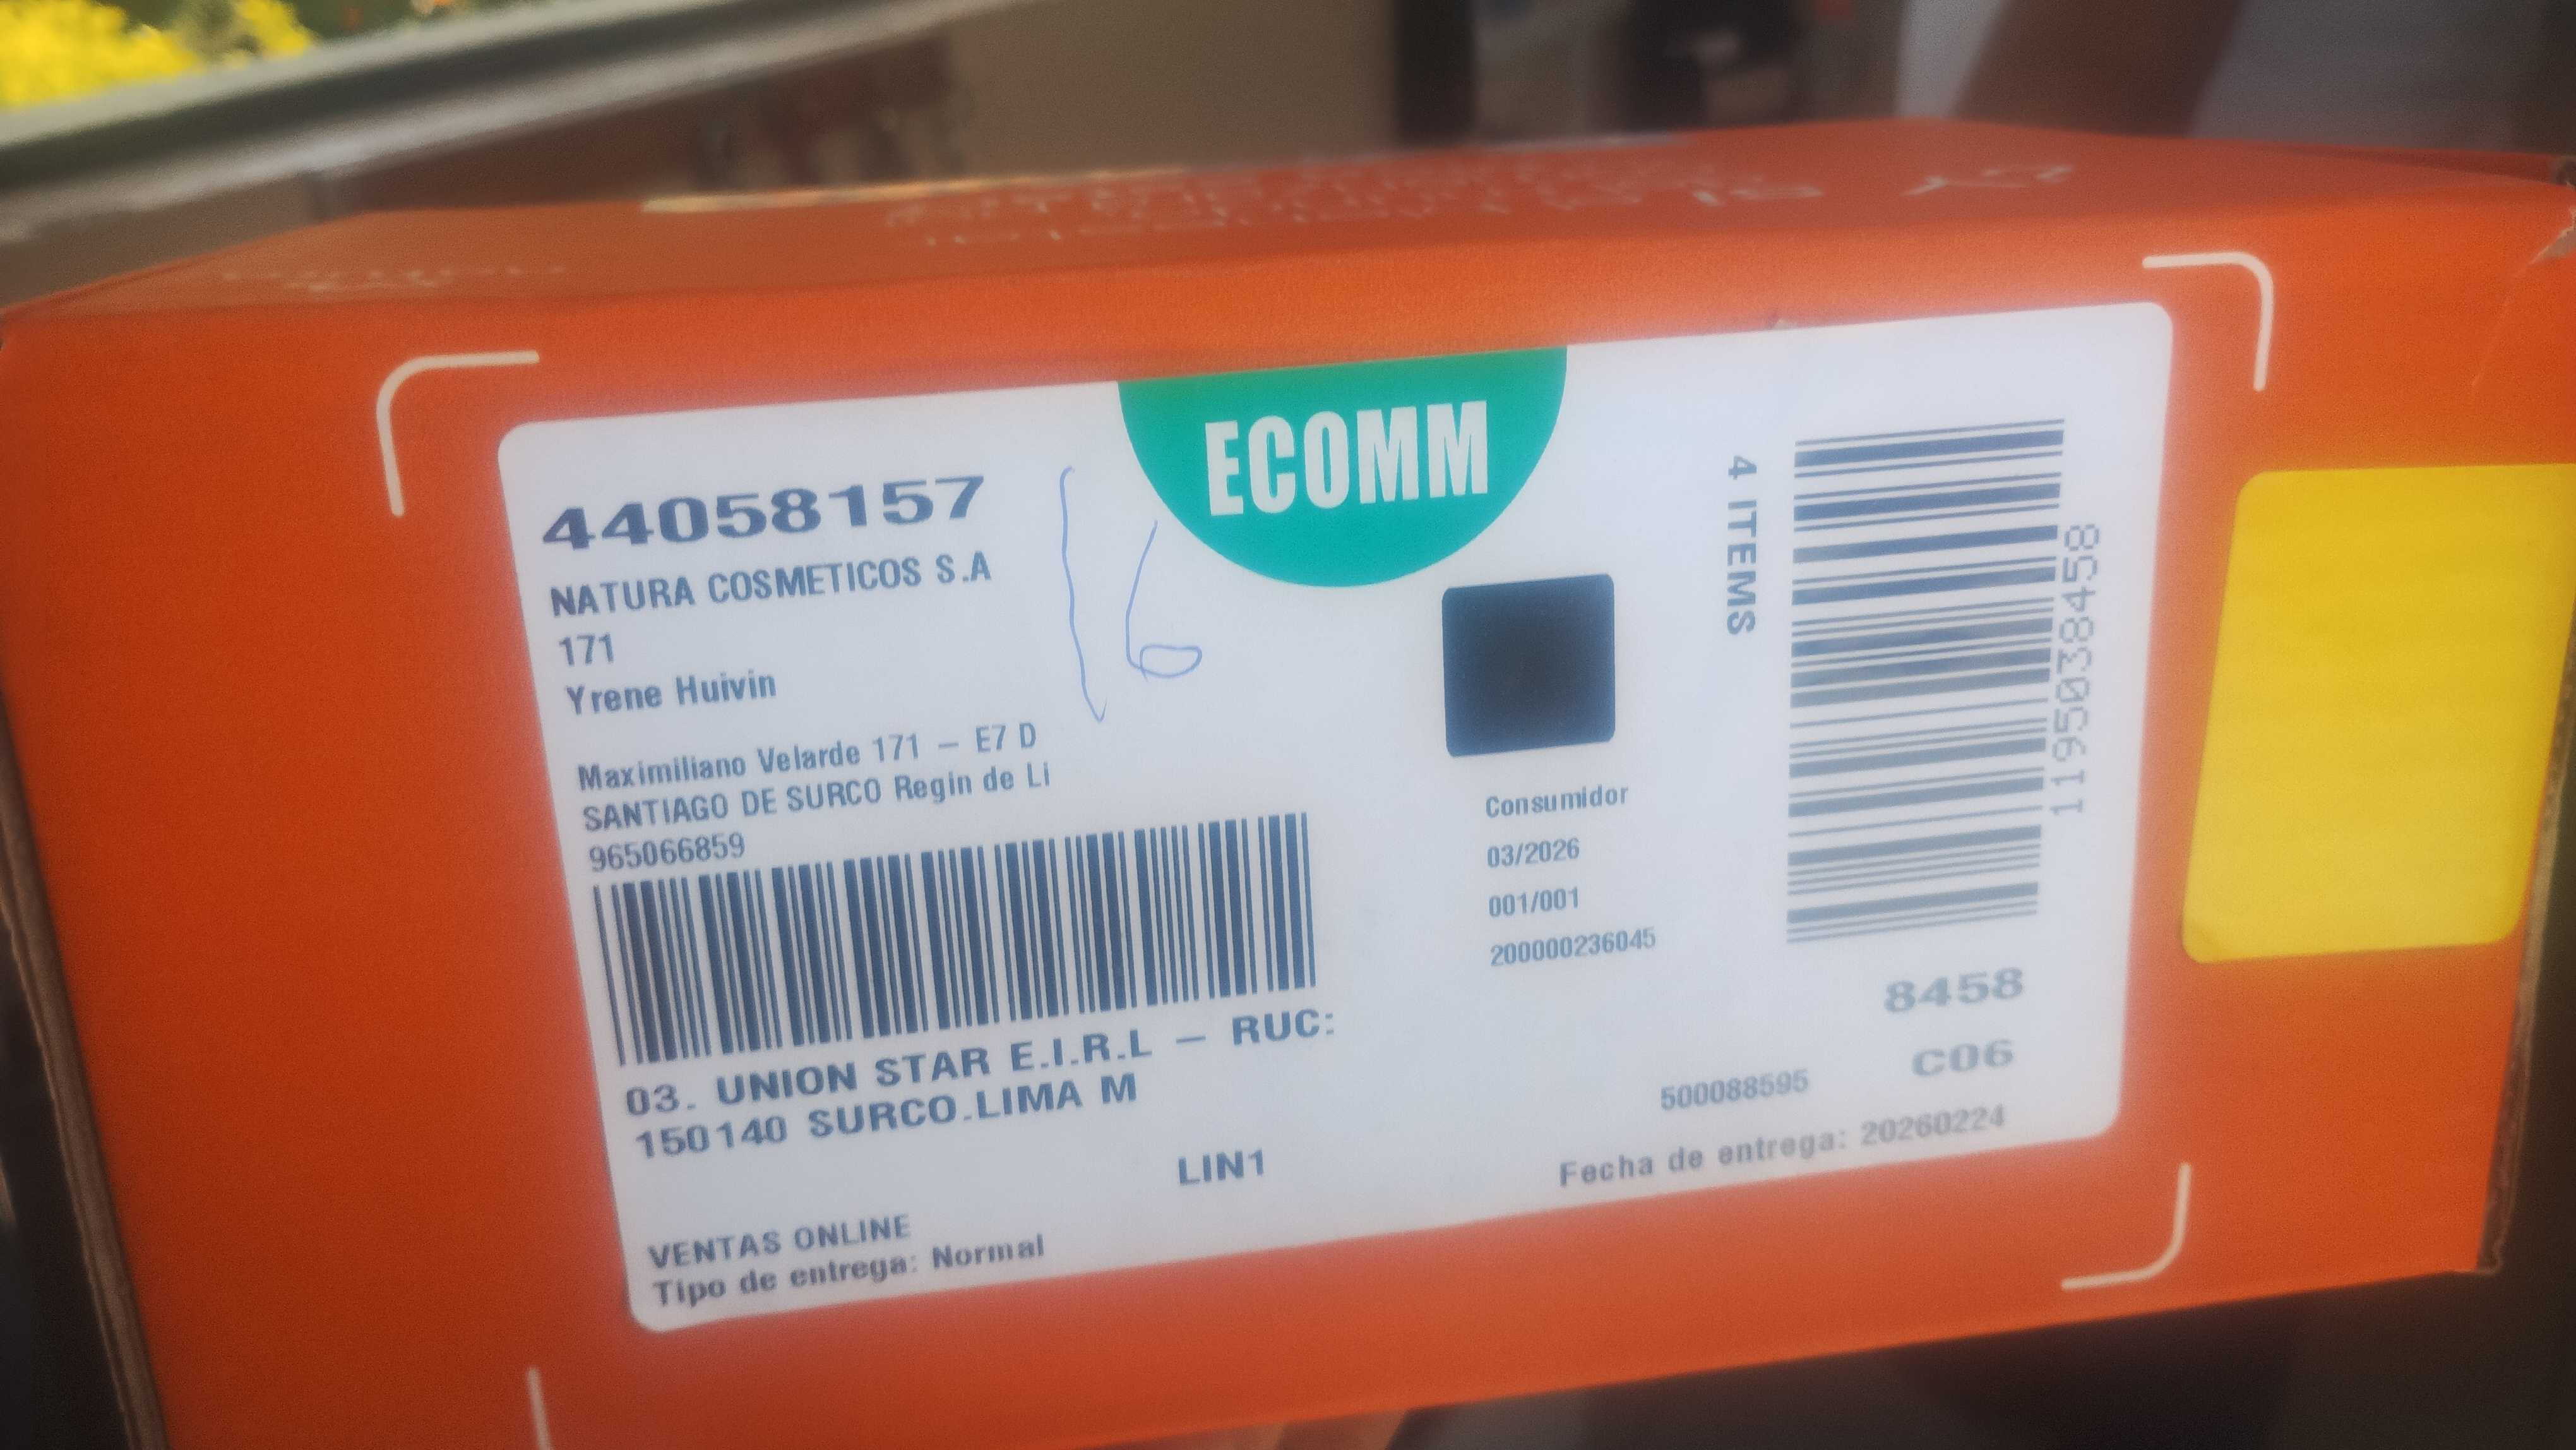 ECOMM
44058157
NATURA COSMETICOS S.A
171
Yrene Huivin
Maximiliano Velarde 171 – E7 D
SANTIAGO DE SURCO Regin de Li
965066859
16
03. UNION STAR E.I.R.L – RUC:
150140 SURCO.LIMA M
LIN1
VENTAS ONLINE
Tipo de entrega: Normal
4 ITEMS
1195038458
Consumidor
03/2026
001/001
200000236045
8458
C06
500088595
Fecha de entrega: 20260224